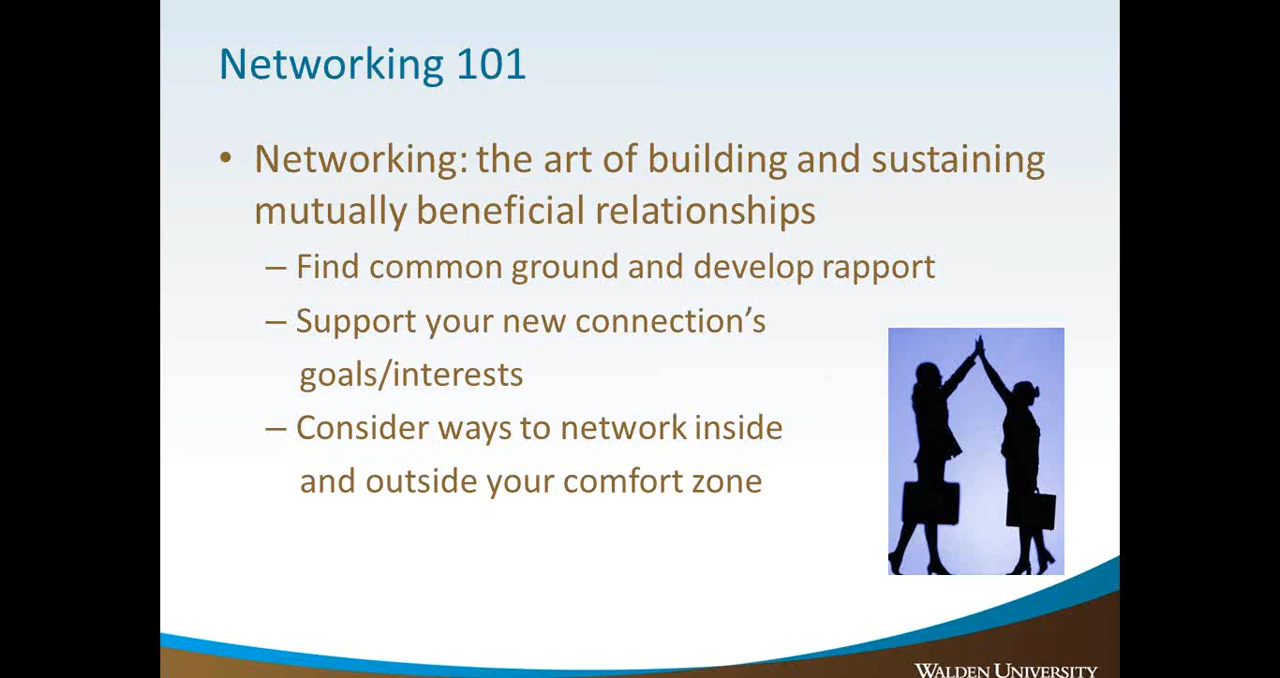 Networking 101
• Networking: the art of building and sustaining
mutually beneficial relationships
– Find common ground and develop rapport
– Support your new connection’s
goals/interests
– Consider ways to network inside
and outside your comfort zone
WALDEN UNIVERSITY